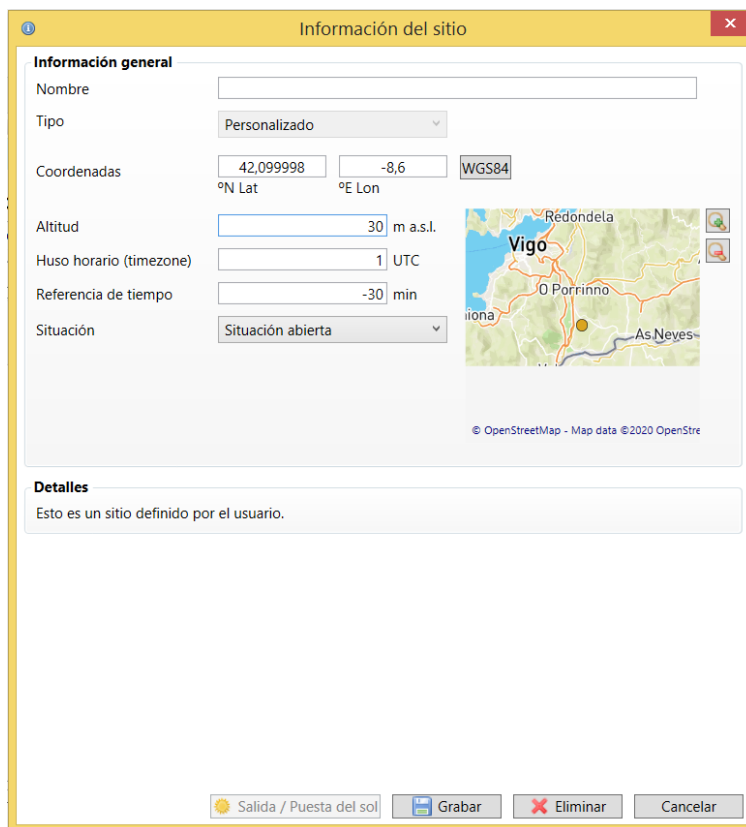 Información del sitio
Información general
Nombre
Tipo
Personalizado
Coordenadas
42,099998
-8,6
WGS84
ºN Lat
ºE Lon
Altitud
30
m a.s.l.
Huso horario (timezone)
1
UTC
Referencia de tiempo
-30
min
Situación
Situación abierta
Redondela
Vigo
O Porrinno
iona
As Neves
© OpenStreetMap - Map data ©2020 OpenStre
Detalles
Esto es un sitio definido por el usuario.
Salida / Puesta del sol
Grabar
Eliminar
Cancelar